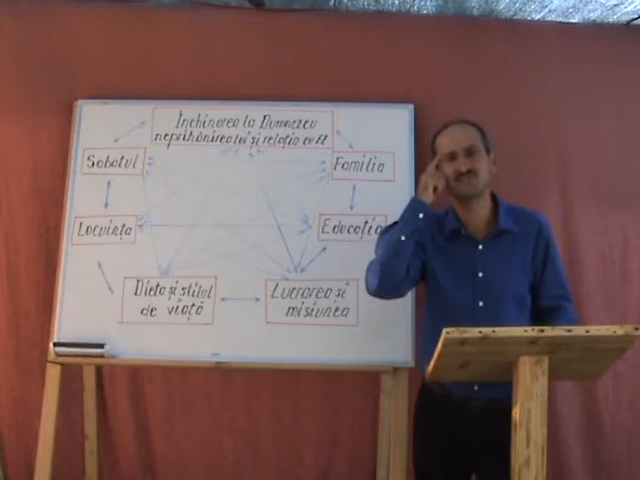 Închinarea la Dumnezeu
neprihănirea lui și relația cu El
Sabatul
Familia
Locuința
Educația
Dieta și stilul
de viață
Lucrarea și
misiunea